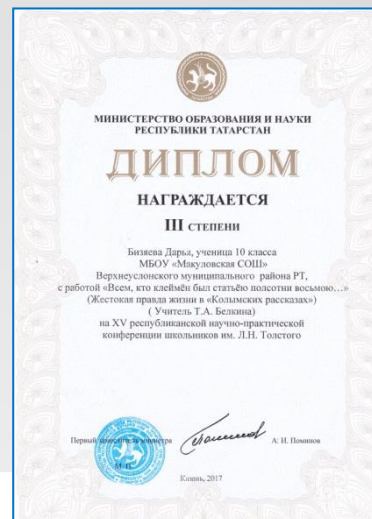 МИНИСТЕРСТВО ОБРАЗОВАНИЯ И НАУКИ
РЕСПУБЛИКИ ТАТАРСТАН
ДИПЛОМ
НАГРАЖДАЕТСЯ
III СТЕПЕНИ
Бизяева Дарья, ученица 10 класса
МБОУ «Макуловская СОШ»
Верхнеуслонского муниципального района РТ,
с работой «Всем, кто клеймён был статьёю полсотни восьмою…»
(Жестокая правда жизни в «Колымских рассказах»)
( Учитель Т.А. Белкина)
на XV республиканской научно-практической
конференции школьников им. Л.Н. Толстого
Первый заместитель министра А. И. Поминов
М.П.
Казань, 2017